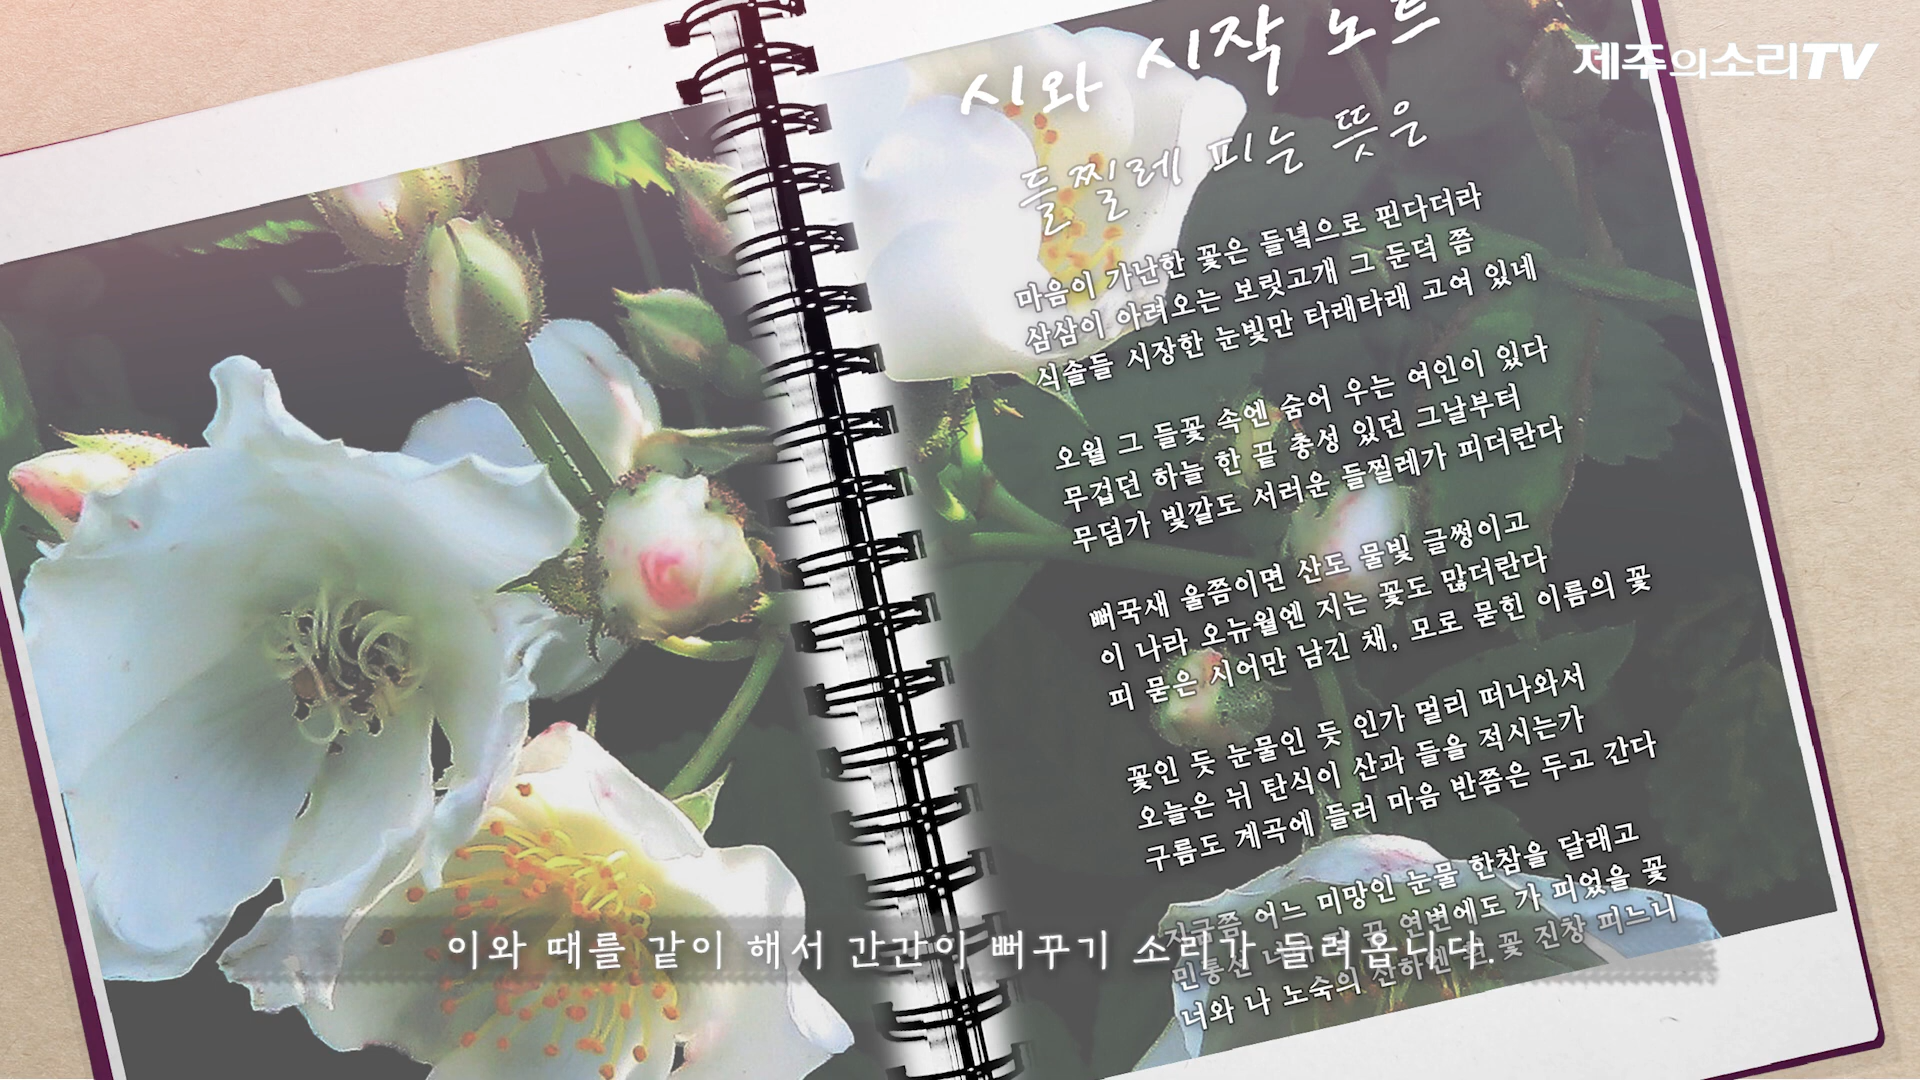 제주의소리TV
시와 시작 노트
들찔레 피는 뜻은
마음이 가난한 꽃은 들녘으로 핀다더라
삼삼이 아려오는 보릿고개 그 둔덕 쯤
식솔들 시장한 눈빛만 타래타래 고여 있네
오월 그 들꽃 속엔 숨어 우는 여인이 있다
무겁던 하늘 한 끝 총성 있던 그날부터
무덤가 빛깔도 서러운 들찔레가 피더란다
뻐꾹새 울쯤이면 산도 물빛 글썽이고
이 나라 오뉴월엔 지는 꽃도 많더란다
피 묻은 시어만 남긴 채, 모로 묻힌 이름의 꽃
꽃인 듯 눈물인 듯 인가 멀리 떠나와서
오늘은 뉘 탄식이 산과 들을 적시는가
구름도 계곡에 들러 마음 반쯤은 두고 간다
지금쯤 어느 미망인 눈물 한참을 달래고
민통선 너머 연변에도 가 피었을 꽃
너와 나 노숙의 산하엔 흰 꽃 진창 피느니
이와 때를 같이 해서 간간이 뻐꾸기 소리가 들려옵니다.